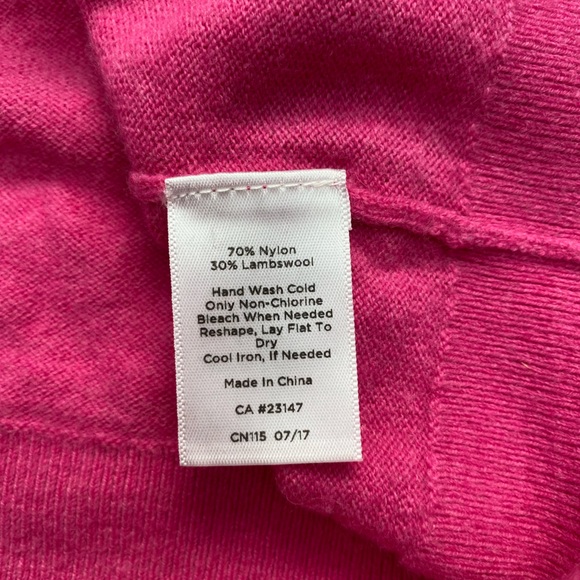 70% Nylon
30% Lambswool
Hand Wash Cold
Only Non-Chlorine
Bleach When Needed
Reshape, Lay Flat To
Dry
Cool Iron, If Needed
Made In China
CA #23147
CN115 07/17